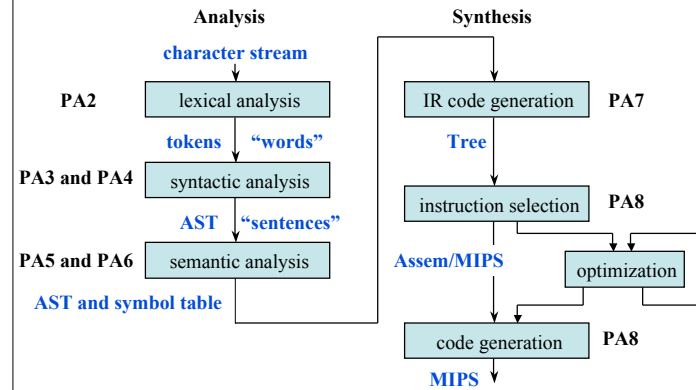 Analysis
character stream
PA2
lexical analysis
tokens “words”
PA3 and PA4
syntactic analysis
AST “sentences”
PA5 and PA6
semantic analysis
AST and symbol table
Synthesis
IR code generation
PA7
Tree
instruction selection
PA8
Assem/MIPS
optimization
code generation
PA8
MIPS